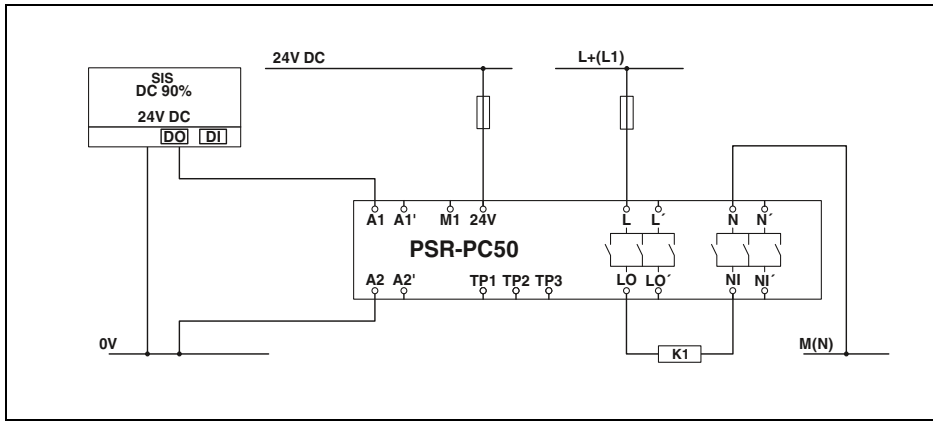 24V DC
L+(L1)
SIS
DC 90%
24V DC
DO DI
A1 A1' M1 24V L L´ N N´
PSR-PC50
A2 A2' TP1 TP2 TP3 LO LO´ NI NI´
0V
K1
M(N)